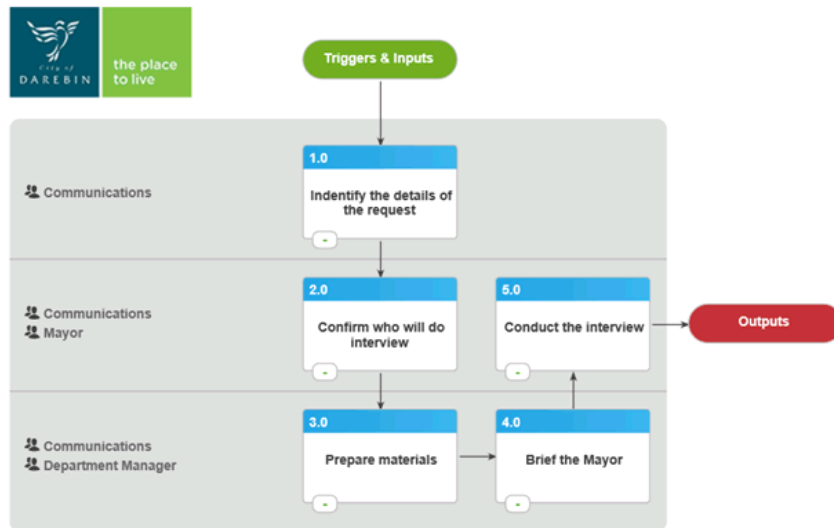 City of
DAREBIN
the place
to live
Triggers & Inputs
Communications
1.0
Indentify the details of
the request
-
Communications
Mayor
2.0
Confirm who will do
interview
-
5.0
Conduct the interview
-
Outputs
Communications
Department Manager
3.0
Prepare materials
-
4.0
Brief the Mayor
-